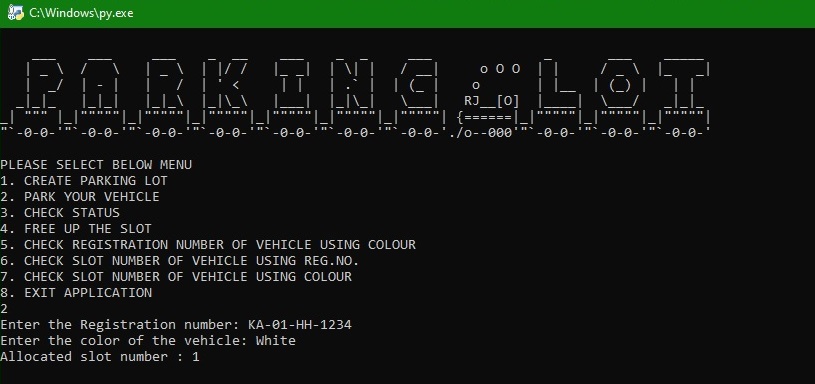 C:\Windows\py.exe
PARKING LOT
PLEASE SELECT BELOW MENU
1. CREATE PARKING LOT
2. PARK YOUR VEHICLE
3. CHECK STATUS
4. FREE UP THE SLOT
5. CHECK REGISTRATION NUMBER OF VEHICLE USING COLOUR
6. CHECK SLOT NUMBER OF VEHICLE USING REG.NO.
7. CHECK SLOT NUMBER OF VEHICLE USING COLOUR
8. EXIT APPLICATION
2
Enter the Registration number: KA-01-HH-1234
Enter the color of the vehicle: White
Allocated slot number : 1